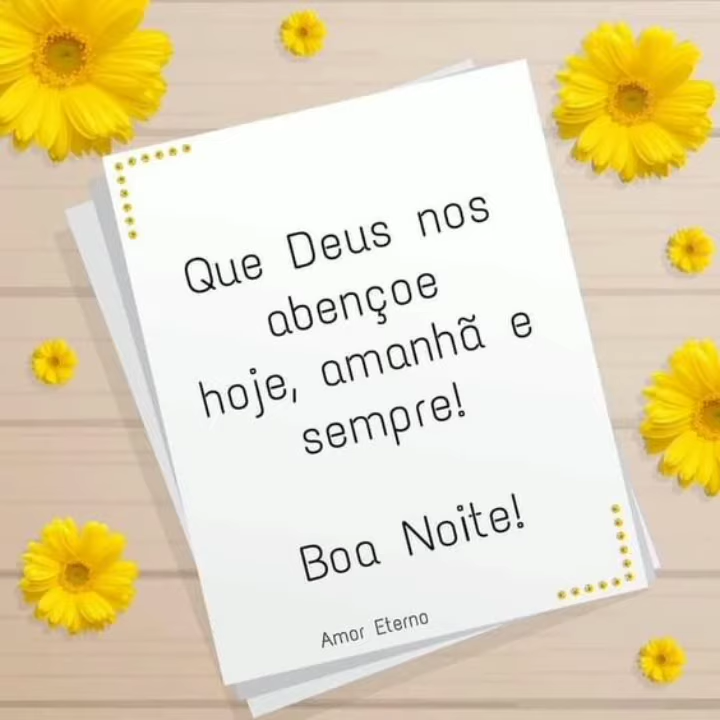 Que Deus nos
abençoe
hoje, amanhã e
sempre!
Boa Noite!
Amor Eterno